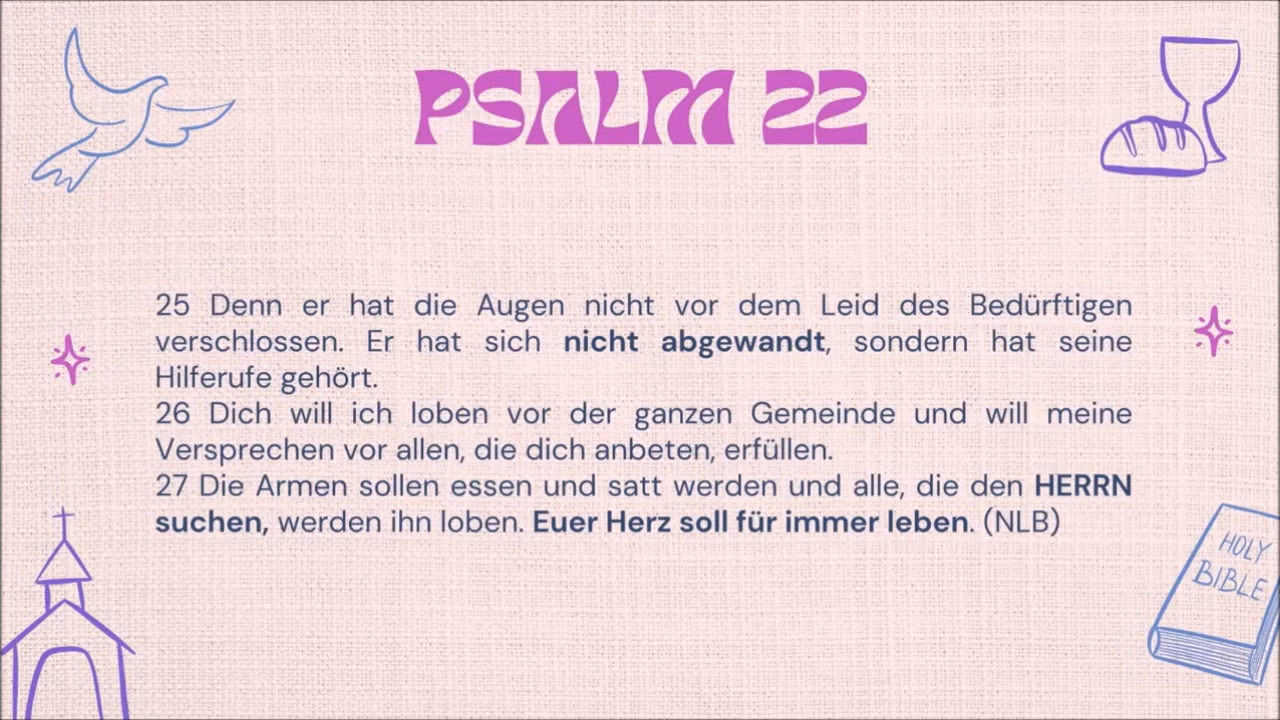 PSALM 22
25 Denn er hat die Augen nicht vor dem Leid des Bedürftigen
verschlossen. Er hat sich nicht abgewandt, sondern hat seine
Hilferufe gehört.
26 Dich will ich loben vor der ganzen Gemeinde und will meine
Versprechen vor allen, die dich anbeten, erfüllen.
27 Die Armen sollen essen und satt werden und alle, die den HERRN
suchen, werden ihn loben. Euer Herz soll für immer leben. (NLB)
HOLY
BIBLE